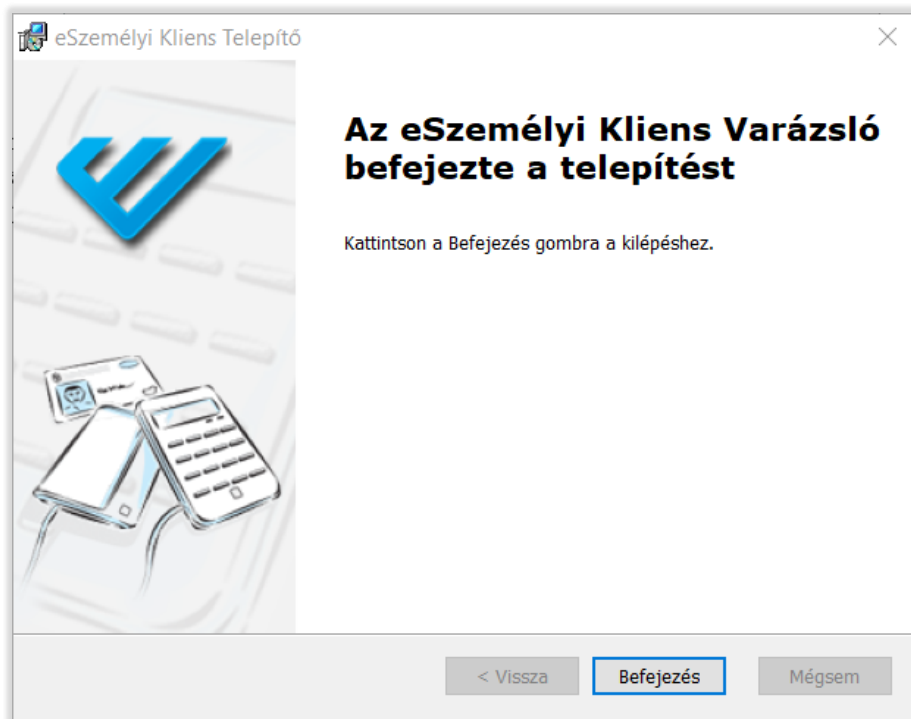 eSzemélyi Kliens Telepítő
Az eSzemélyi Kliens Varázsló
befejezte a telepítést
Kattintson a Befejezés gombra a kilépéshez.
< Vissza
Befejezés
Mégsem